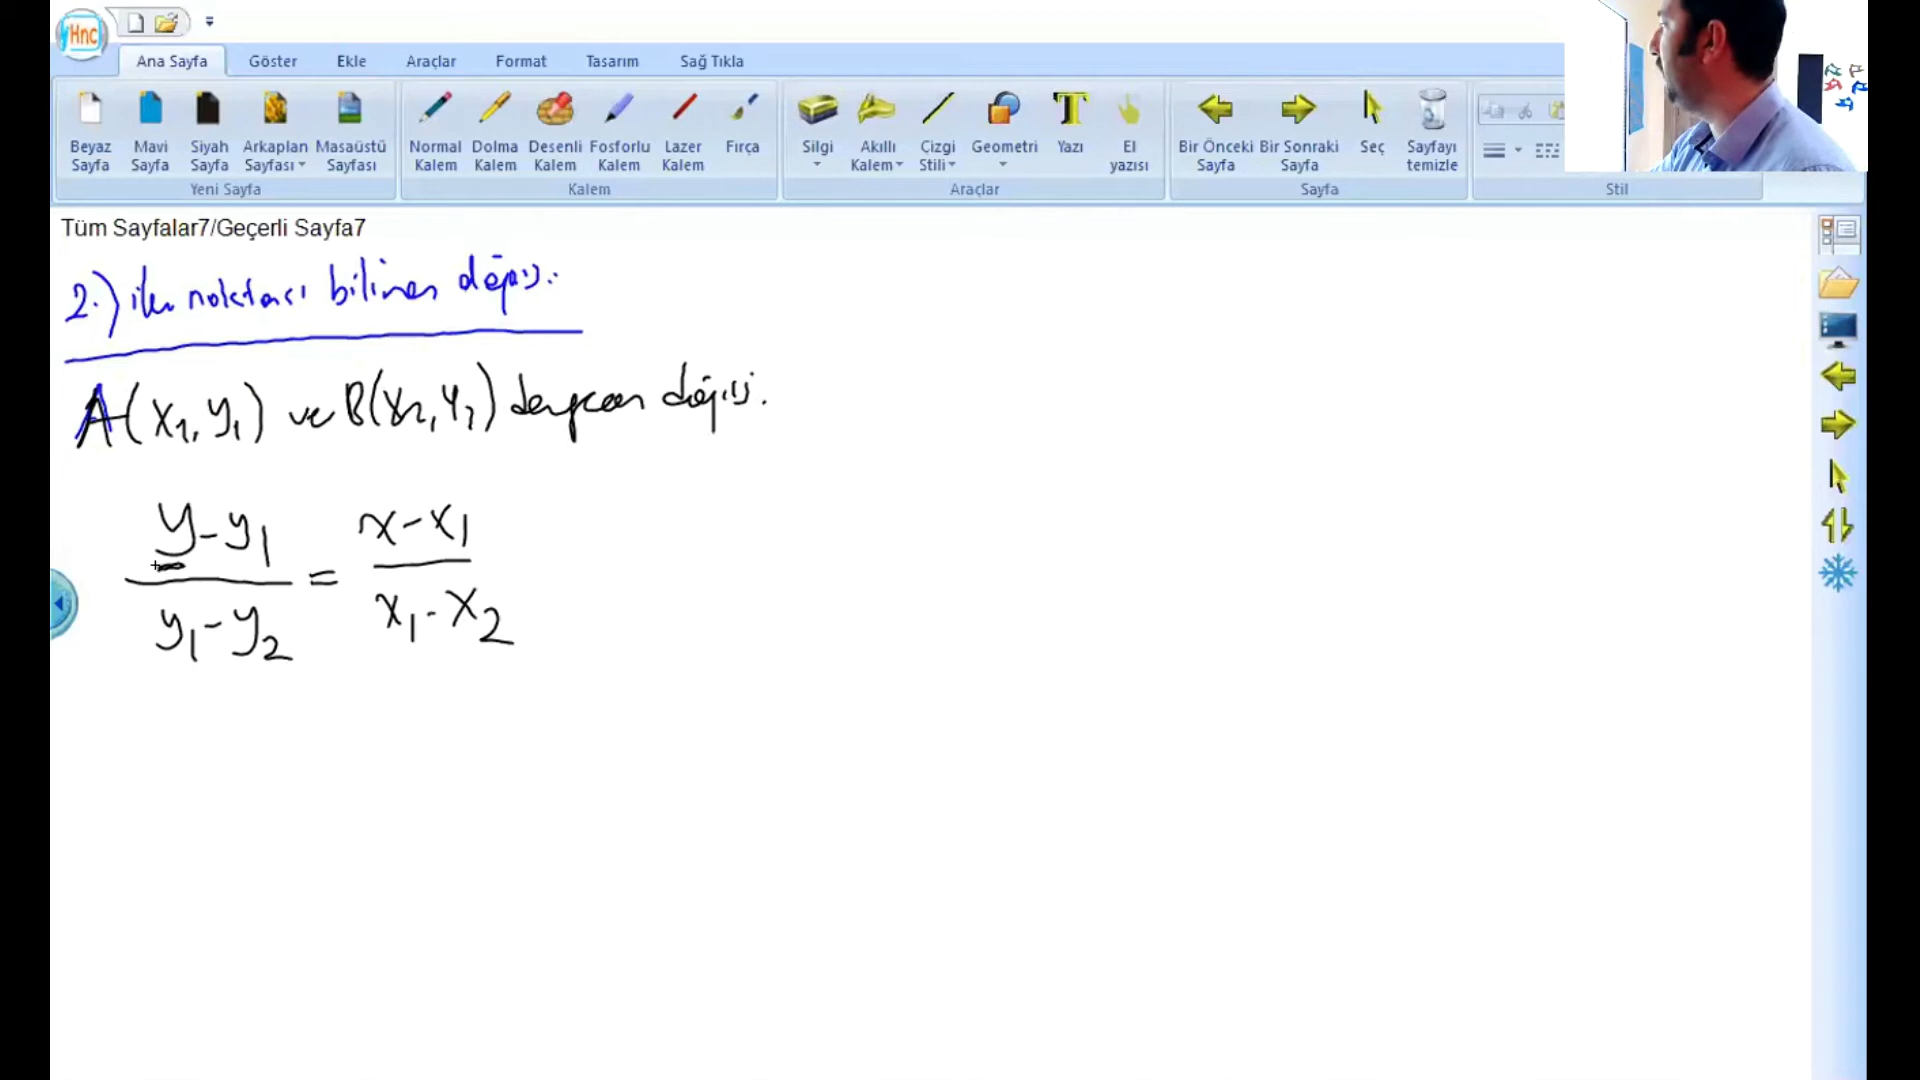 Hnc
Ana Sayfa Göster Ekle Araçlar Format Tasarım Sağ Tıkla
Beyaz Sayfa Mavi Sayfa Siyah Sayfa Arkaplan Sayfası Masaüstü Sayfası
Normal Kalem Dolma Kalem Desenli Kalem Fosforlu Kalem Lazer Kalem Fırça
Silgi Akıllı Kalem Çizgi Stili Geometri Yazı El yazısı
Bir Önceki Sayfa Bir Sonraki Sayfa Seç Sayfayı temizle
Yeni Sayfa Kalem Araçlar Sayfa Stil
Tüm Sayfalar7/Geçerli Sayfa7
2.) iki noktası bilinen
A(x1, y1) ve B(x2, y2)
y-y1 / y1-y2 = x-x1 / x1-x2